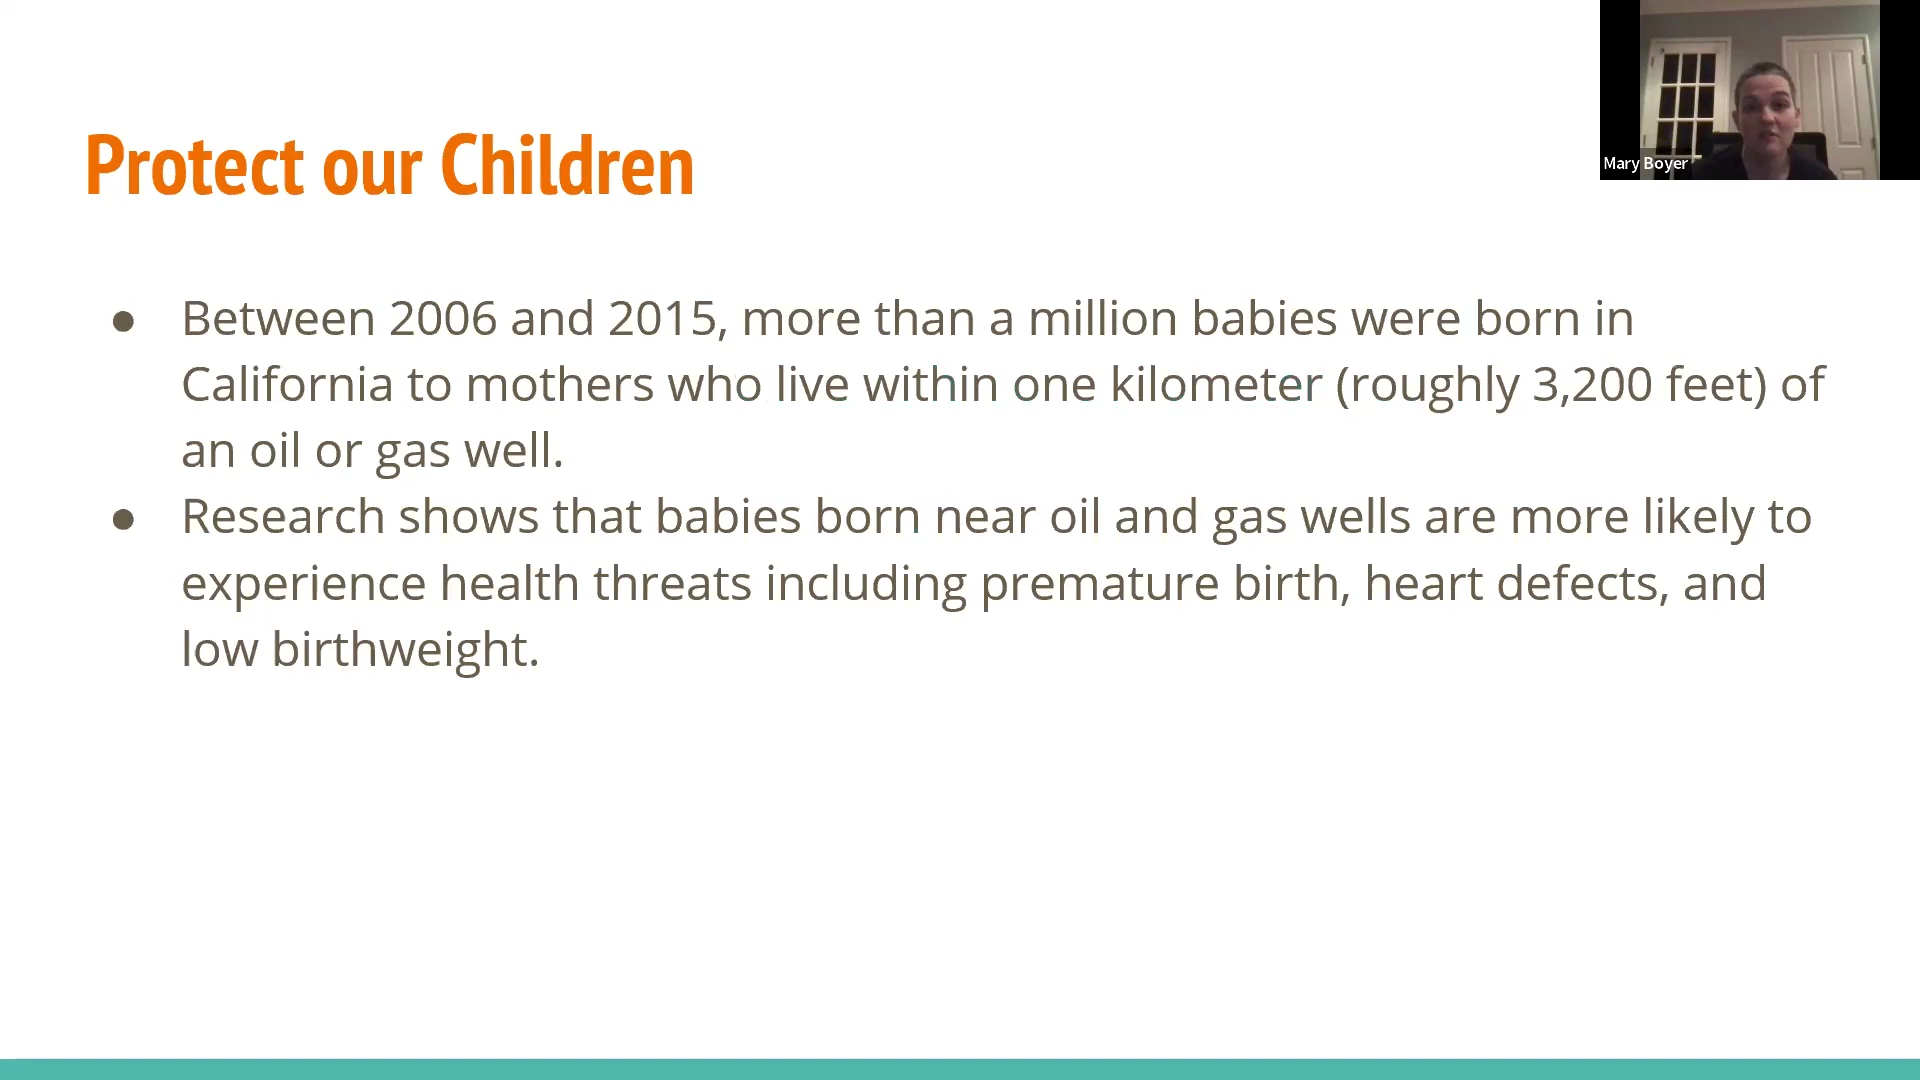 Protect our Children
Mary Boyer
● Between 2006 and 2015, more than a million babies were born in
California to mothers who live within one kilometer (roughly 3,200 feet) of
an oil or gas well.
● Research shows that babies born near oil and gas wells are more likely to
experience health threats including premature birth, heart defects, and
low birthweight.